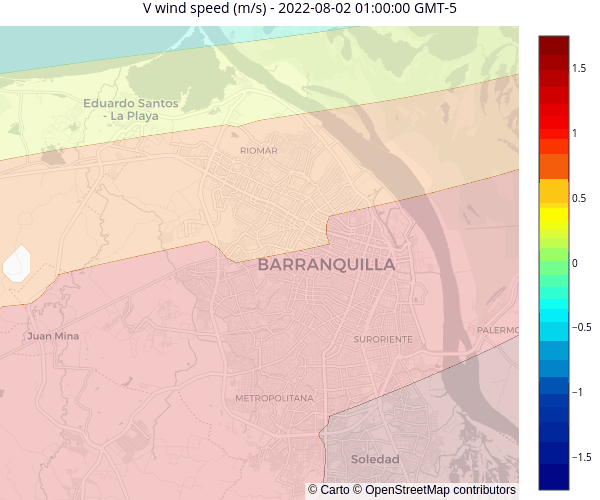 V wind speed (m/s) - 2022-08-02 01:00:00 GMT-5
Eduardo Santos
- La Playa
RIOMAR
BARRANQUILLA
Juan Mina
SURORIENTE
PALERMO
METROPOLITANA
Soledad
© Carto © OpenStreetMap contributors
1.5
1
0.5
0
−0.5
−1
−1.5